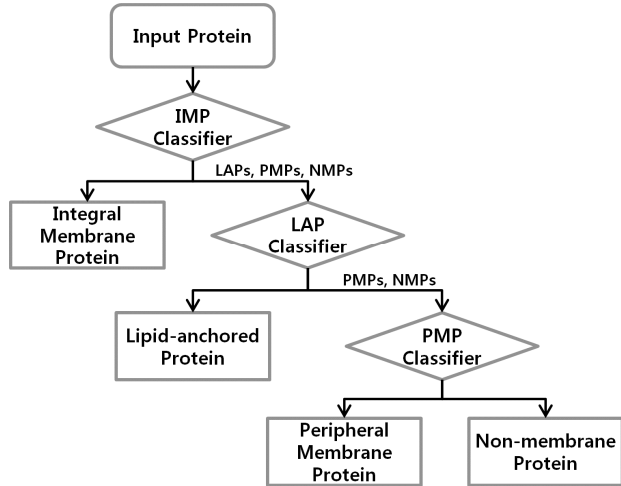 Input Protein
IMP
Classifier
LAPs, PMPs, NMPs
Integral
Membrane
Protein
LAP
Classifier
PMPs, NMPs
Lipid-anchored
Protein
PMP
Classifier
Peripheral
Membrane
Protein
Non-membrane
Protein